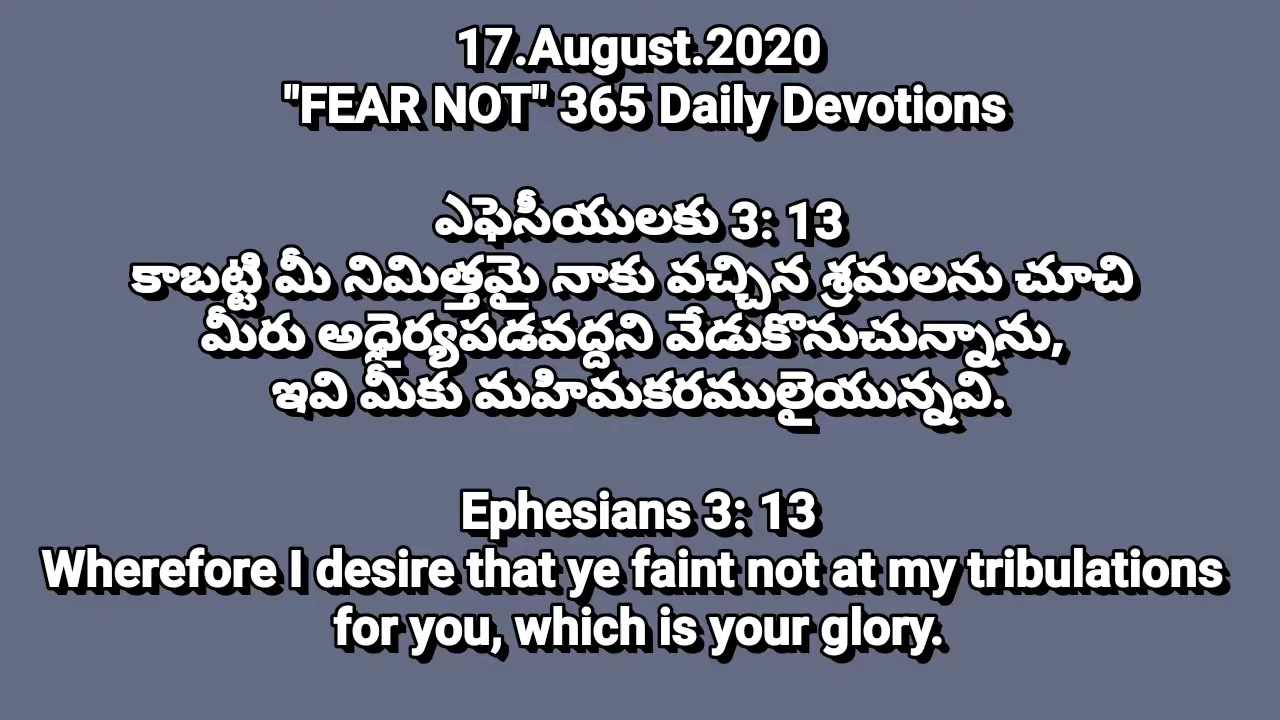 17.August.2020
"FEAR NOT" 365 Daily Devotions
ఎఫెసీయులకు 3: 13
కాబట్టి మీ నిమిత్తమై నాకు వచ్చిన శ్రమలను చూచి
మీరు అధైర్యపడవద్దని వేడుకొనుచున్నాను,
ఇవి మీకు మహిమకరములైయున్నవి.
Ephesians 3: 13
Wherefore I desire that ye faint not at my tribulations
for you, which is your glory.